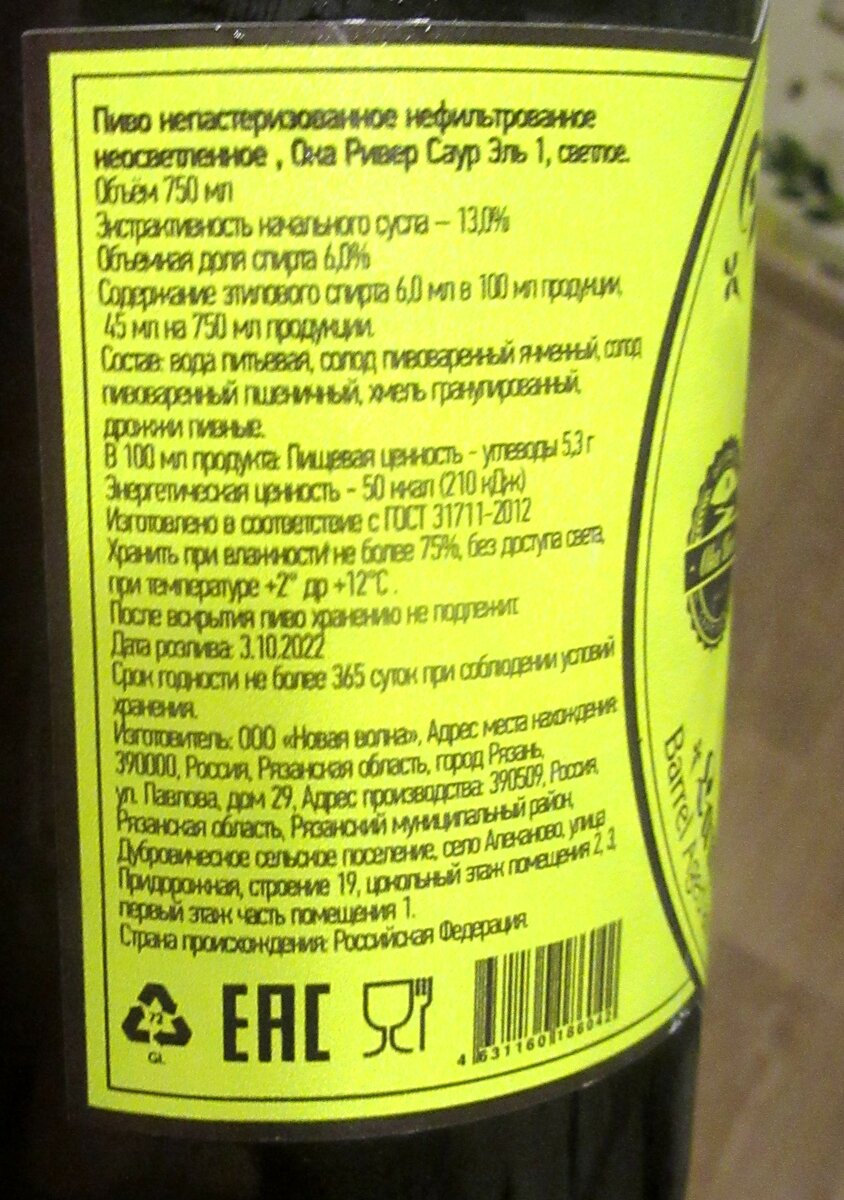 Пиво непастеризованное нефильтрованное
неосветленное , Ока Ривер Саур Эль 1, светлое.
Объём 750 мл
Экстрактивность начального сусла – 13,0%
Объемная доля спирта 6,0%
Содержание этилового спирта 6,0 мл в 100 мл продукции,
45 мл на 750 мл продукции.
Состав: вода питьевая, солод пивоваренный ячменный, солод
пивоваренный пшеничный, хмель гранулированный,
дрожжи пивные.
В 100 мл продукта: Пищевая ценность - углеводы 5,3 г
Энергетическая ценность - 50 ккал (210 кДж)
Изготовлено в соответствие с ГОСТ 31711-2012
Хранить при влажности не более 75%, без доступа света,
при температуре +2° до +12°С .
После вскрытия пиво хранению не подлежит.
Дата розлива: 3.10.2022
Срок годности не более 365 суток при соблюдении условий
хранения.
Изготовитель: ООО «Новая волна», Адрес места нахождения:
390000, Россия, Рязанская область, город Рязань,
ул. Павлова, дом 29, Адрес производства: 390509, Россия,
Рязанская область, Рязанский муниципальный район,
Дубровическое сельское поселение, село Алеканово, улица
Придорожная, строение 19, цокольный этаж помещения 2, 3,
первый этаж часть помещения 1.
Страна происхождения: Российская Федерация.
72
GL
EAC
4 631160 186042
Barrel